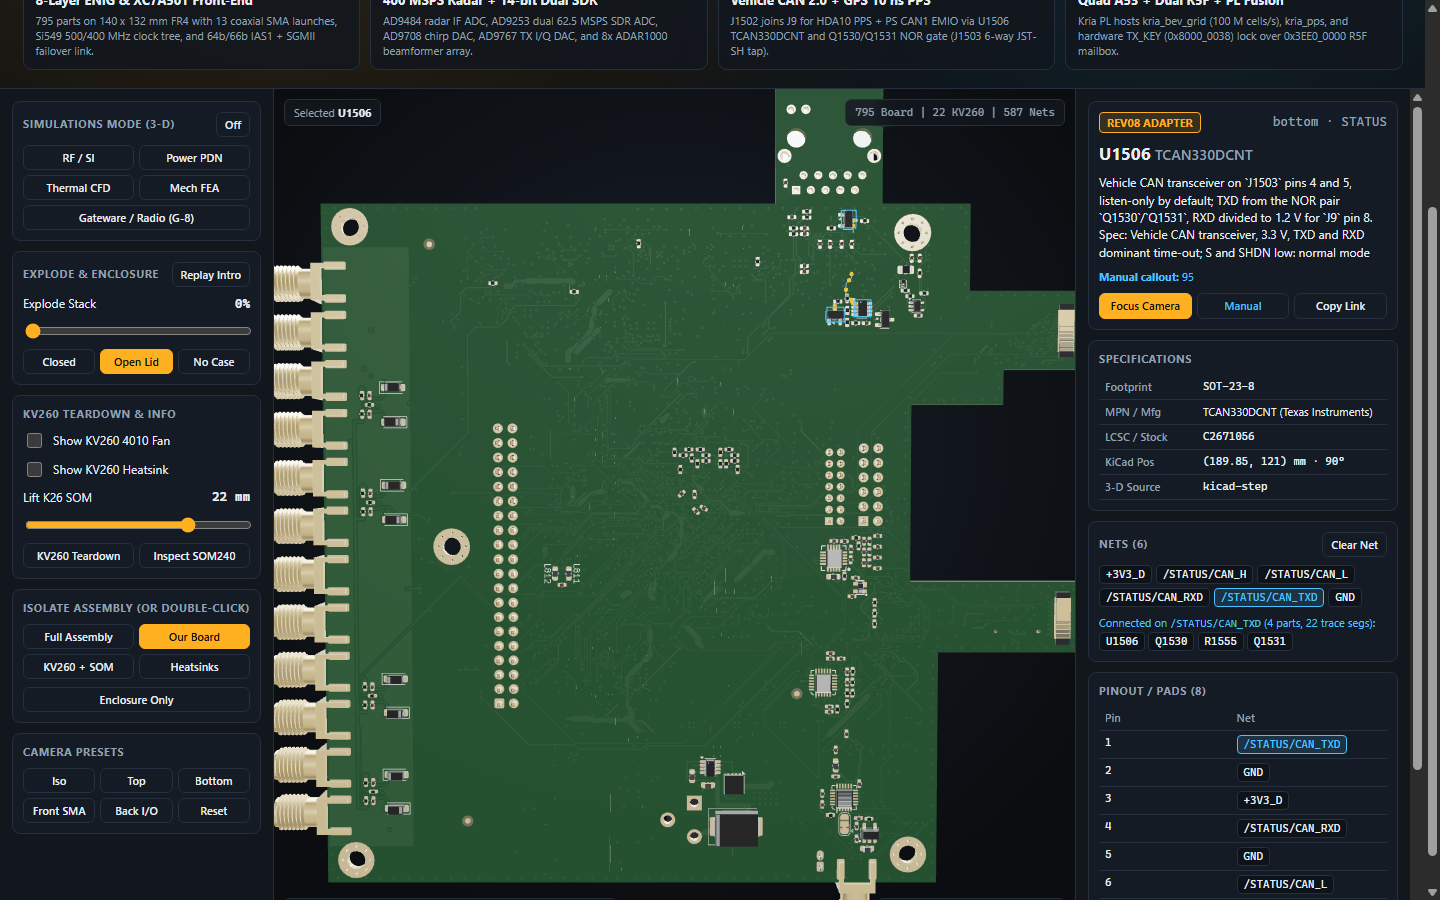 8-Layer ENIG & XC7A50T Front-End
795 parts on 140 x 132 mm FR4 with 13 coaxial SMA launches,
Si549 500/400 MHz clock tree, and 64b/66b IAS1 + SGMII
failover link.
400 MSPS Radar + 14-bit Dual SDR
AD9484 radar IF ADC, AD9253 dual 62.5 MSPS SDR ADC,
AD9708 chirp DAC, AD9767 TX I/Q DAC, and 8x ADAR1000
beamformer array.
Vehicle CAN 2.0 + GPS 10 ns PPS
J1502 joins J9 for HDA10 PPS + PS CAN1 EMIO via U1506
TCAN330DCNT and Q1530/Q1531 NOR gate (J1503 6-way JST-
SH tap).
Quad A53 + Dual R5F + PL Fusion
Kria PL hosts kria_bev_grid (100 M cells/s), kria_pps, and
hardware TX_KEY (0x8000_0038) lock over 0x3EE0_0000 R5F
mailbox.
SIMULATIONS MODE (3-D)
Off
RF / SI
Power PDN
Thermal CFD
Mech FEA
Gateware / Radio (G-8)
EXPLODE & ENCLOSURE
Replay Intro
Explode Stack
0%
Closed
Open Lid
No Case
KV260 TEARDOWN & INFO
Show KV260 4010 Fan
Show KV260 Heatsink
Lift K26 SOM
22 mm
KV260 Teardown
Inspect SOM240
ISOLATE ASSEMBLY (OR DOUBLE-CLICK)
Full Assembly
Our Board
KV260 + SOM
Heatsinks
Enclosure Only
CAMERA PRESETS
Iso
Top
Bottom
Front SMA
Back I/O
Reset
Selected U1506
795 Board | 22 KV260 | 587 Nets
L812
L811
REV08 ADAPTER
bottom · STATUS
U1506 TCAN330DCNT
Vehicle CAN transceiver on `J1503` pins 4 and 5,
listen-only by default; TXD from the NOR pair
`Q1530`/`Q1531`, RXD divided to 1.2 V for `J9` pin 8.
Spec: Vehicle CAN transceiver, 3.3 V, TXD and RXD
dominant time-out; S and SHDN low: normal mode
Manual callout: 95
Focus Camera
Manual
Copy Link
SPECIFICATIONS
Footprint
SOT-23-8
MPN / Mfg
TCAN330DCNT (Texas Instruments)
LCSC / Stock
C2671056
KiCad Pos
(189.85, 121) mm · 90°
3-D Source
kicad-step
NETS (6)
Clear Net
+3V3_D
/STATUS/CAN_H
/STATUS/CAN_L
/STATUS/CAN_RXD
/STATUS/CAN_TXD
GND
Connected on /STATUS/CAN_TXD (4 parts, 22 trace segs):
U1506
Q1530
R1555
Q1531
PINOUT / PADS (8)
Pin
Net
1
/STATUS/CAN_TXD
2
GND
3
+3V3_D
4
/STATUS/CAN_RXD
5
GND
6
/STATUS/CAN_L